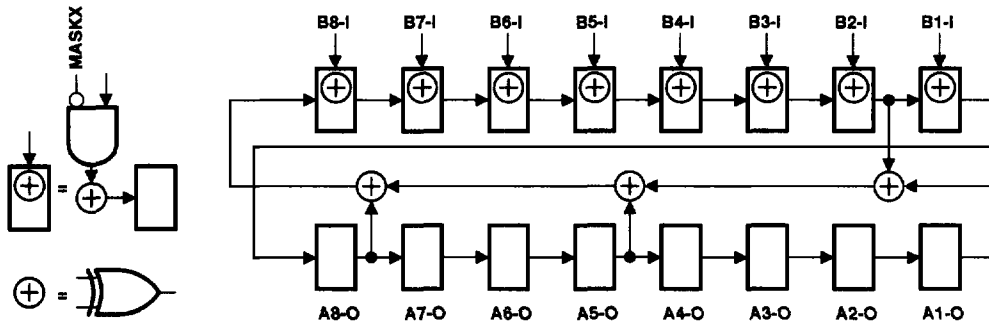 MASKX
=
=
B8-I B7-I B6-I B5-I B4-I B3-I B2-I B1-I
A8-O A7-O A6-O A5-O A4-O A3-O A2-O A1-O